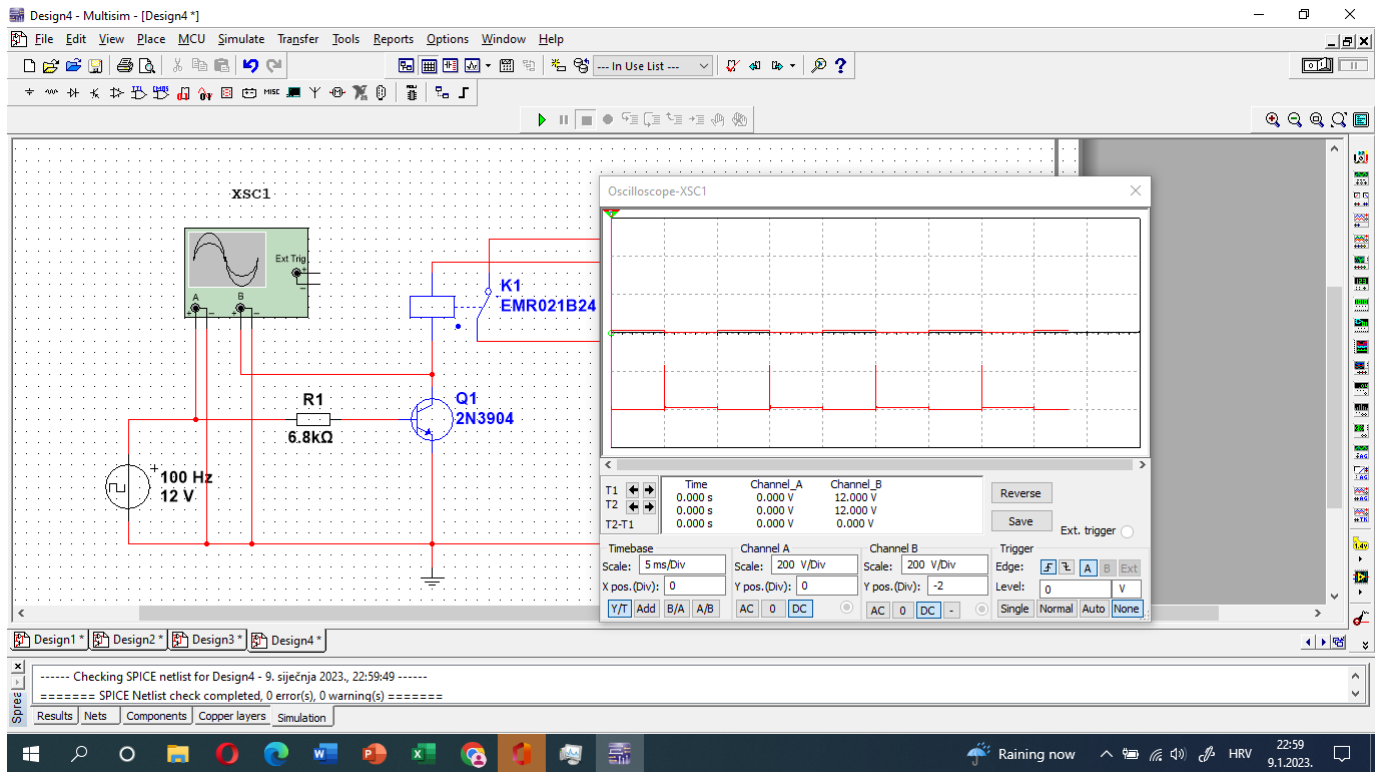 Design4 - Multisim - [Design4 *]
File Edit View Place MCU Simulate Transfer Tools Reports Options Window Help
--- In Use List ---
TTL CMOS MISC
XSC1
Ext Trig
A B
K1
EMR021B24
R1
6.8kΩ
Q1
2N3904
100 Hz
12 V
Oscilloscope-XSC1
Time Channel_A Channel_B
T1 0.000 s 0.000 V 12.000 V
T2 0.000 s 0.000 V 12.000 V
T2-T1 0.000 s 0.000 V 0.000 V
Reverse
Save
Ext. trigger
Timebase Channel A Channel B Trigger
Scale: 5 ms/Div Scale: 200 V/Div Scale: 200 V/Div Edge: A B Ext
X pos.(Div): 0 Y pos.(Div): 0 Y pos.(Div): -2 Level: 0 V
Y/T Add B/A A/B AC 0 DC AC 0 DC - Single Normal Auto None
Design1 * Design2 * Design3 * Design4 *
------ Checking SPICE netlist for Design4 - 9. siječnja 2023., 22:59:49 ------
======= SPICE Netlist check completed, 0 error(s), 0 warning(s) =======
Sprea
Results Nets Components Copper layers Simulation
Raining now HRV 22:59
9.1.2023.